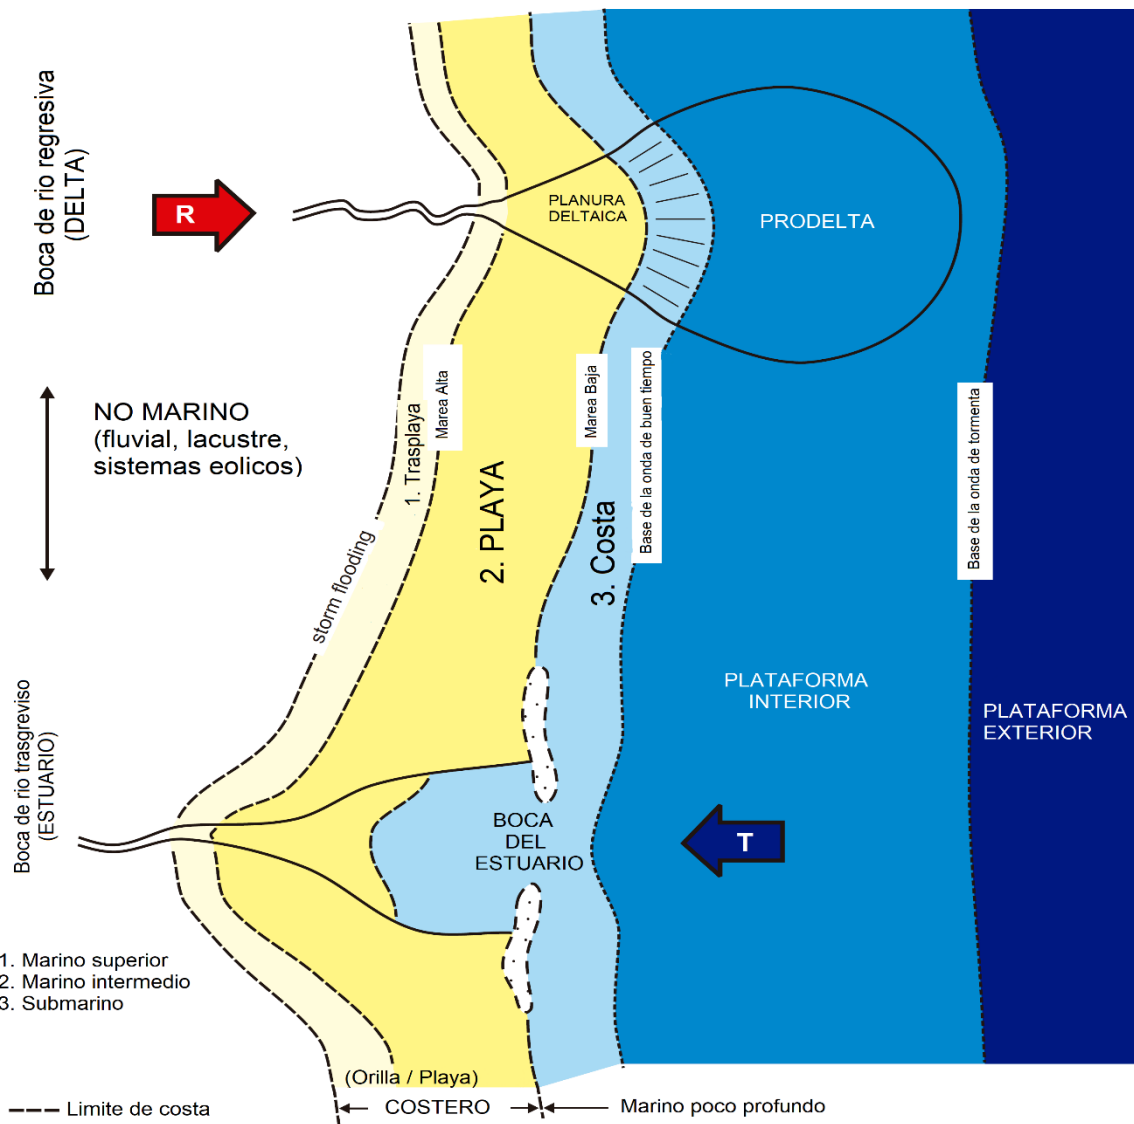 Boca de rio regresiva
(DELTA)
R
PLANURA
DELTAICA
PRODELTA
NO MARINO
(fluvial, lacustre,
sistemas eolicos)
1. Trasplaya
Marea Alta
2. PLAYA
Marea Baja
3. Costa
Base de la onda de buen tiempo
Base de la onda de tormenta
storm flooding
PLATAFORMA
INTERIOR
PLATAFORMA
EXTERIOR
Boca de rio trasgreviso
(ESTUARIO)
BOCA
DEL
ESTUARIO
T
1. Marino superior
2. Marino intermedio
3. Submarino
(Orilla / Playa)
Limite de costa
COSTERO
Marino poco profundo